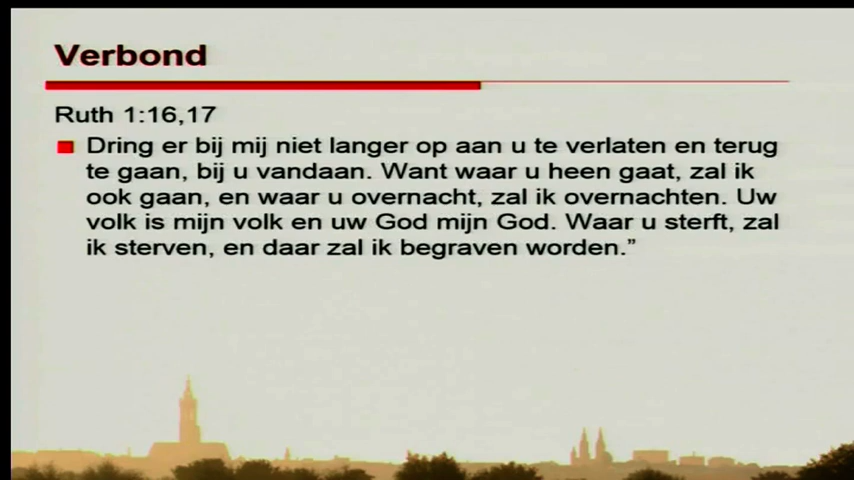 Verbond
Ruth 1:16,17
Dring er bij mij niet langer op aan u te verlaten en terug
te gaan, bij u vandaan. Want waar u heen gaat, zal ik
ook gaan, en waar u overnacht, zal ik overnachten. Uw
volk is mijn volk en uw God mijn God. Waar u sterft, zal
ik sterven, en daar zal ik begraven worden.”